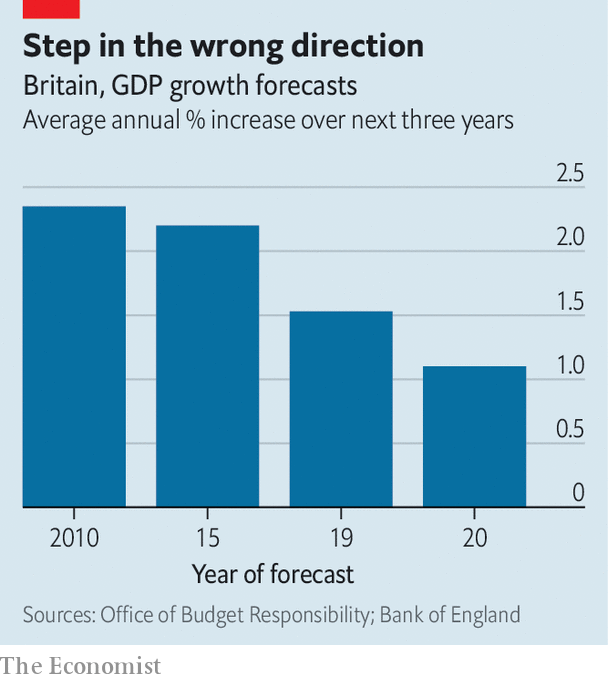 Step in the wrong direction
Britain, GDP growth forecasts
Average annual % increase over next three years
2.5
2.0
1.5
1.0
0.5
0
2010 15 19 20
Year of forecast
Sources: Office of Budget Responsibility; Bank of England
The Economist